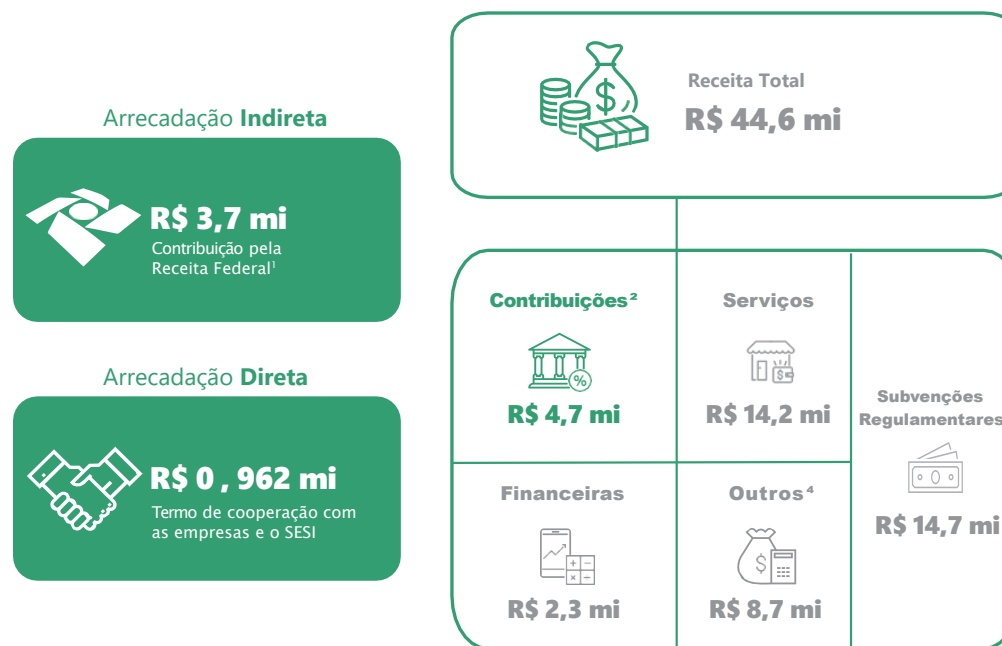 Arrecadação Indireta
R$ 3,7 mi
Contribuição pela
Receita Federal¹
Arrecadação Direta
R$ 0 , 962 mi
Termo de cooperação com
as empresas e o SESI
Receita Total
R$ 44,6 mi
Contribuições²
%
R$ 4,7 mi
Serviços
$
R$ 14,2 mi
Financeiras
R$ 2,3 mi
Outros⁴
$
R$ 8,7 mi
Subvenções
Regulamentares
R$ 14,7 mi